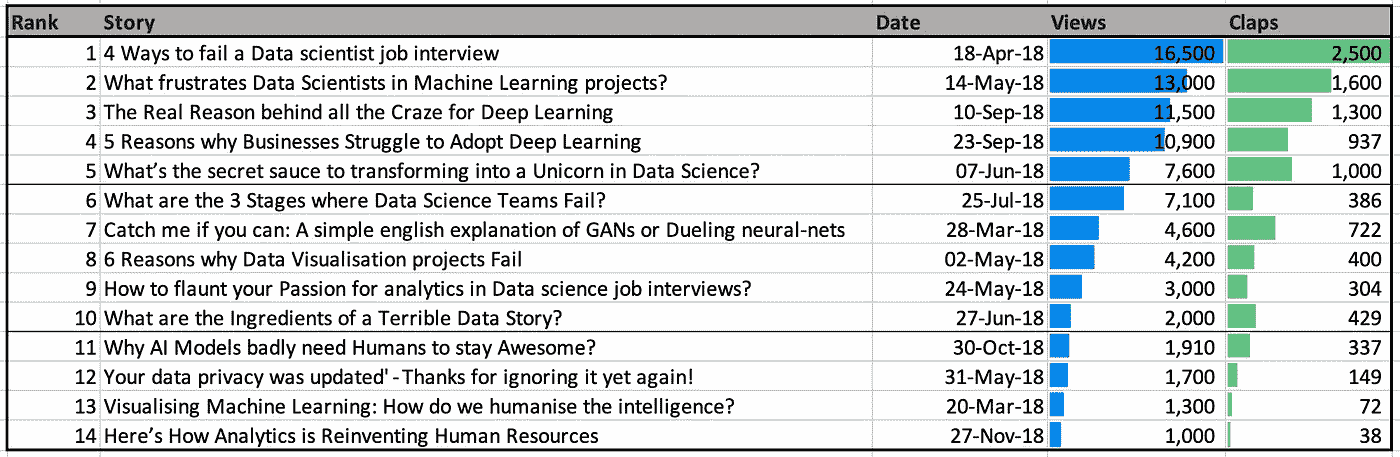 Rank Story Date Views Claps
1 4 Ways to fail a Data scientist job interview 18-Apr-18 16,500 2,500
2 What frustrates Data Scientists in Machine Learning projects? 14-May-18 13,000 1,600
3 The Real Reason behind all the Craze for Deep Learning 10-Sep-18 11,500 1,300
4 5 Reasons why Businesses Struggle to Adopt Deep Learning 23-Sep-18 10,900 937
5 What's the secret sauce to transforming into a Unicorn in Data Science? 07-Jun-18 7,600 1,000
6 What are the 3 Stages where Data Science Teams Fail? 25-Jul-18 7,100 386
7 Catch me if you can: A simple english explanation of GANs or Dueling neural-nets 28-Mar-18 4,600 722
8 6 Reasons why Data Visualisation projects Fail 02-May-18 4,200 400
9 How to flaunt your Passion for analytics in Data science job interviews? 24-May-18 3,000 304
10 What are the Ingredients of a Terrible Data Story? 27-Jun-18 2,000 429
11 Why AI Models badly need Humans to stay Awesome? 30-Oct-18 1,910 337
12 Your data privacy was updated' - Thanks for ignoring it yet again! 31-May-18 1,700 149
13 Visualising Machine Learning: How do we humanise the intelligence? 20-Mar-18 1,300 72
14 Here's How Analytics is Reinventing Human Resources 27-Nov-18 1,000 38